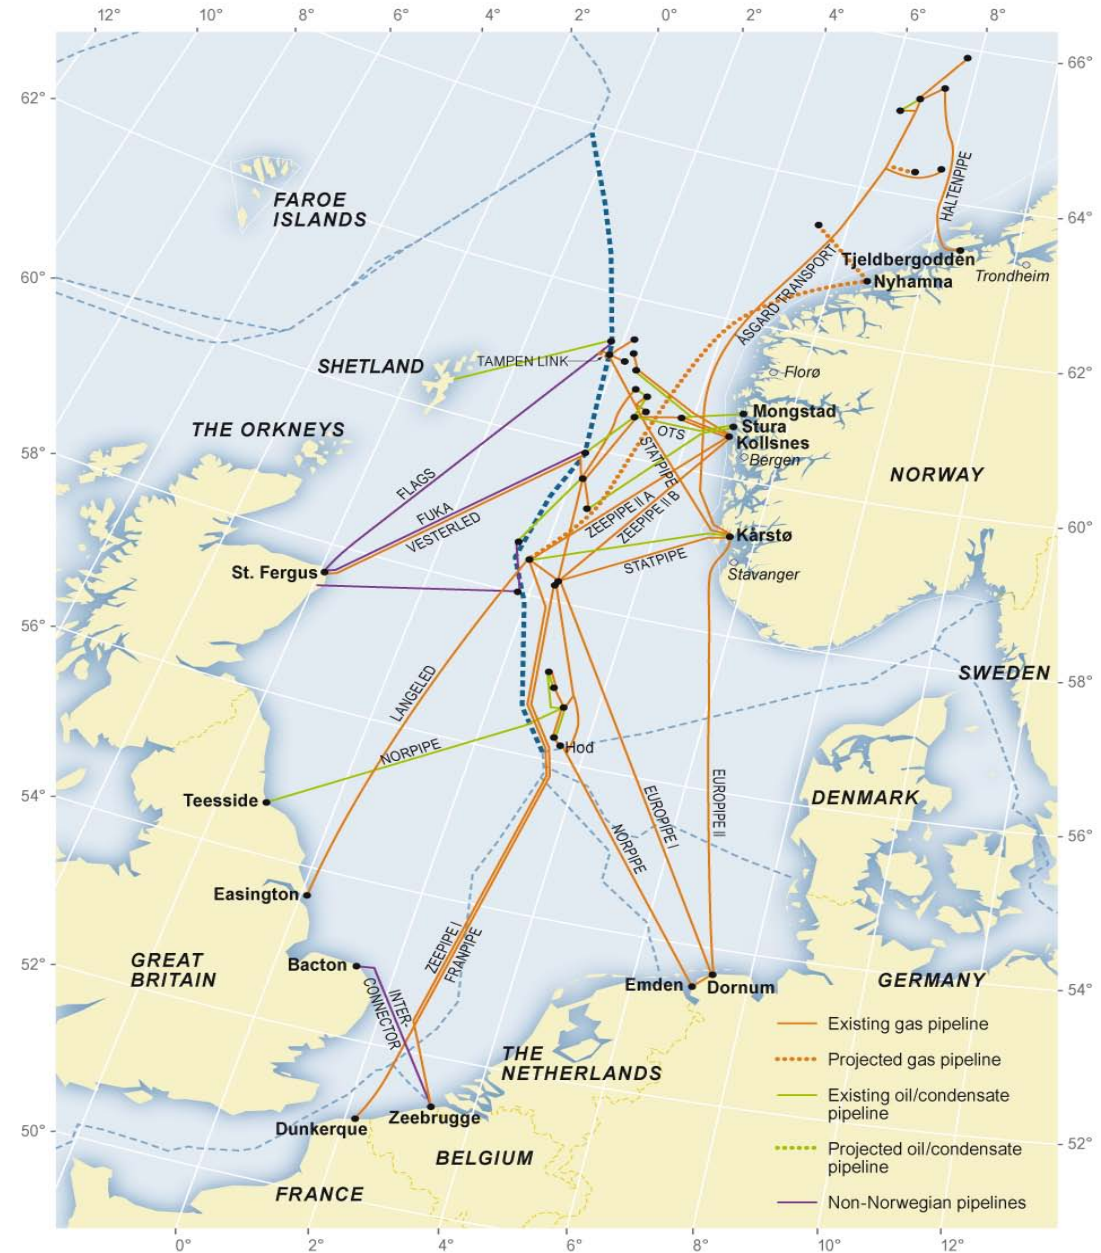 12° 10° 8° 6° 4° 2° 0° 2° 4° 6° 8°
66°
62°
HALTENPIPE
FAROE
ISLANDS
64°
Tjeldbergodden
Trondheim
60°
Nyhamna
ÅSGARD TRANSPORT
TAMPEN LINK
SHETLAND
Florø
62°
Mongstad
Stura
Kollsnes
Bergen
OTS
STATPIPE
THE ORKNEYS
58°
NORWAY
FLAGS
FUKA
VESTERLED
ZEEPIPE II A
ZEEPIPE II B
60°
Kårstø
STATPIPE
Stavanger
St. Fergus
56°
SWEDEN
58°
LANGELED
NORPIPE
Hod
Teesside
54°
EUROPIPE I
EUROPIPE II
NORPIPE
DENMARK
56°
Easington
ZEEPIPE I
FRANPIPE
GREAT
BRITAIN
52°
Bacton
INTER-
CONNECTOR
Emden
Dornum
GERMANY
54°
THE
NETHERLANDS
Dunkerque
Zeebrugge
50°
BELGIUM
FRANCE
52°
Existing gas pipeline
Projected gas pipeline
Existing oil/condensate
pipeline
Projected oil/condensate
pipeline
Non-Norwegian pipelines
0° 2° 4° 6° 8° 10° 12°